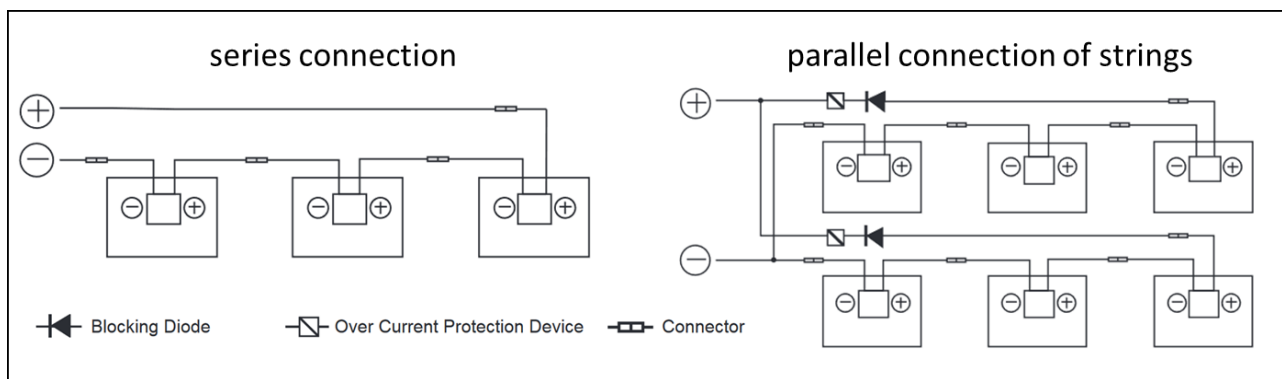 series connection
parallel connection of strings
+
−
− + − + − +
+
−
− + − + − +
− + − + − +
Blocking Diode
Over Current Protection Device
Connector